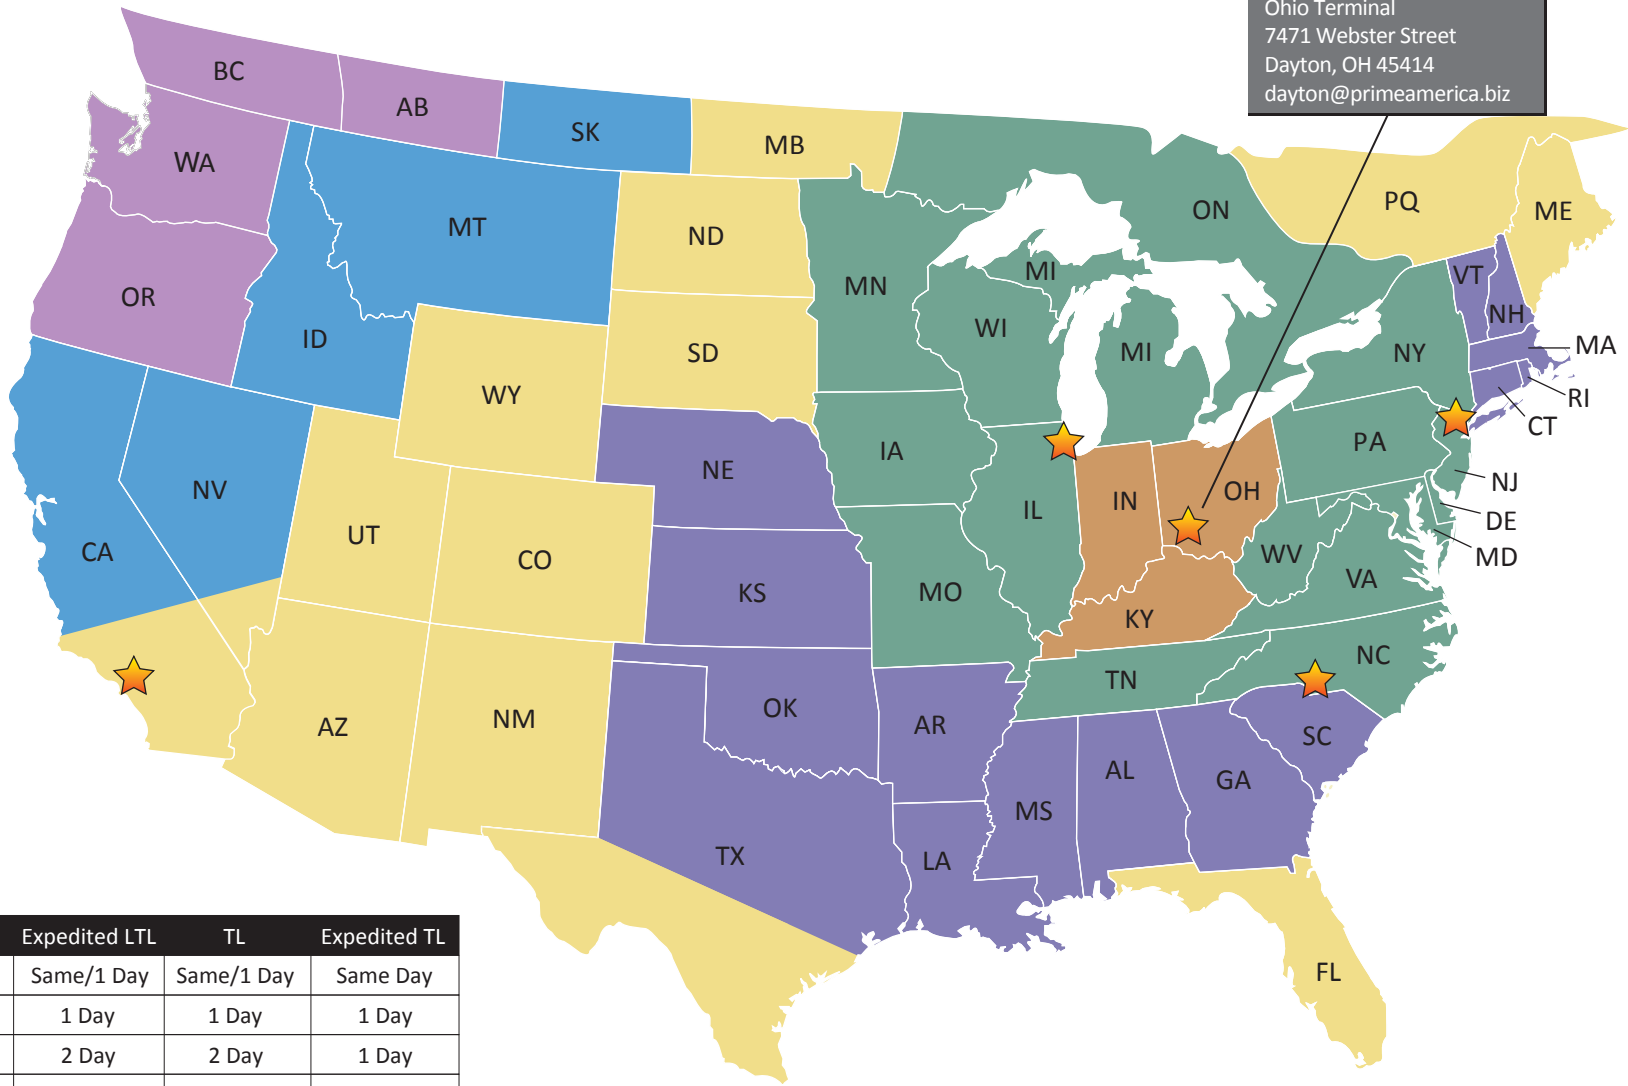 Ohio Terminal
7471 Webster Street
Dayton, OH 45414
dayton@primeamerica.biz
BC
AB
SK
MB
WA
MT
ND
MN
ON
PQ
ME
OR
ID
WY
SD
WI
MI
MI
NY
VT
NH
MA
RI
CT
NV
CA
UT
CO
NE
IA
IL
IN
OH
PA
NJ
DE
MD
KS
MO
KY
WV
VA
AZ
NM
OK
AR
TN
NC
SC
TX
LA
MS
AL
GA
FL
Expedited LTL TL Expedited TL
Same/1 Day Same/1 Day Same Day
1 Day 1 Day 1 Day
2 Day 2 Day 1 Day